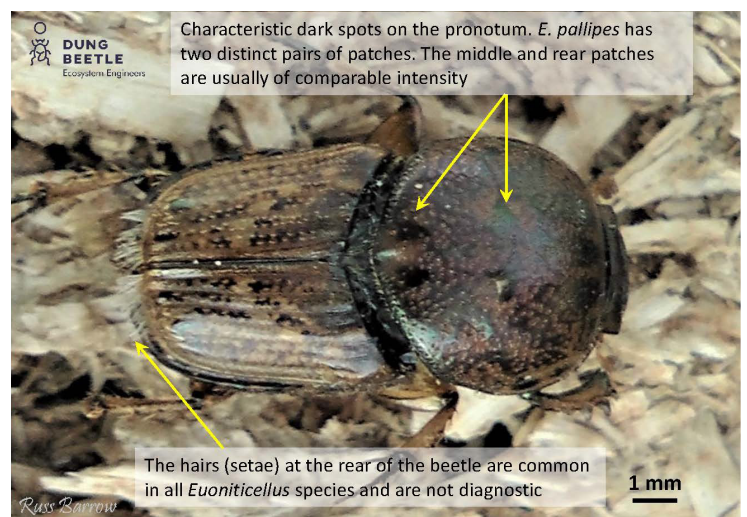 DUNG
BEETLE
Ecosystem Engineers
Characteristic dark spots on the pronotum. E. pallipes has
two distinct pairs of patches. The middle and rear patches
are usually of comparable intensity
The hairs (setae) at the rear of the beetle are common
in all Euoniticellus species and are not diagnostic
1 mm
Russ Barrow